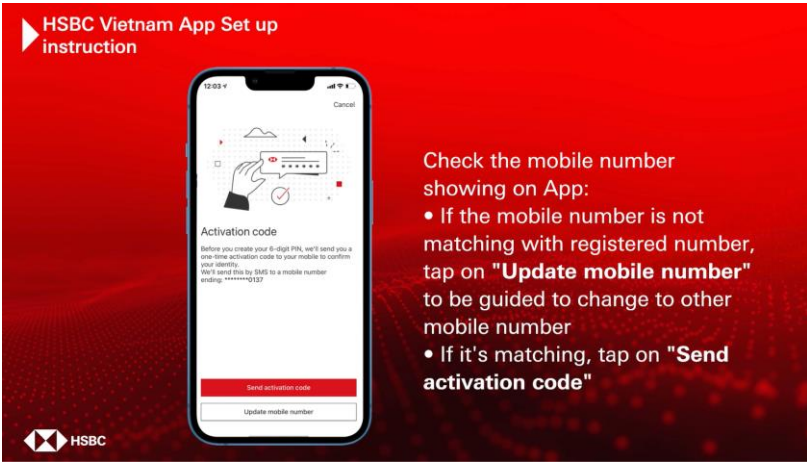 HSBC Vietnam App Set up
instruction
12:03
Cancel
Activation code
Before you create your 6-digit PIN, we'll send you a
one-time activation code to your mobile to confirm
your identity.
We'll send this by SMS to a mobile number
ending: ********0137
Send activation code
Update mobile number
Check the mobile number
showing on App:
• If the mobile number is not
matching with registered number,
tap on "Update mobile number"
to be guided to change to other
mobile number
• If it's matching, tap on "Send
activation code"
HSBC